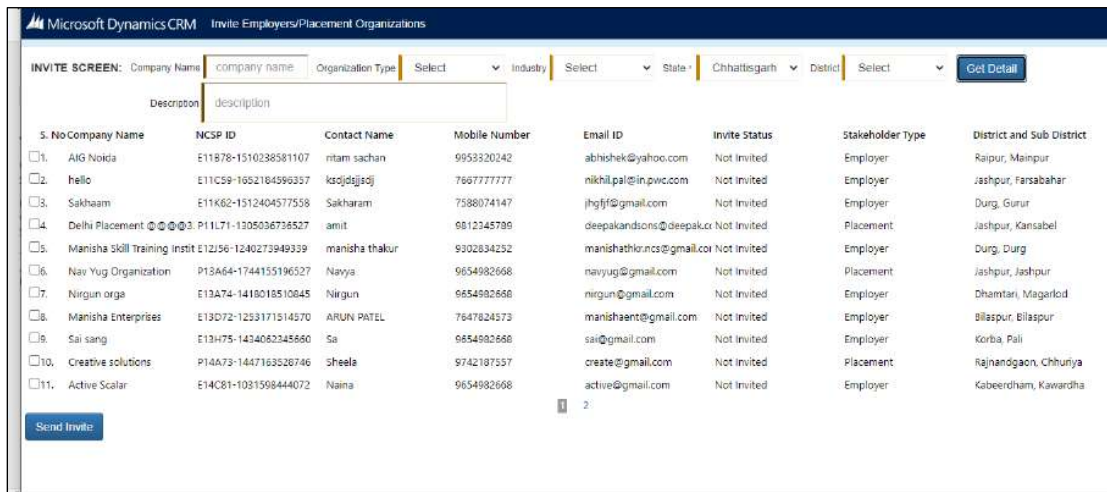 Microsoft Dynamics CRM Invite Employers/Placement Organizations
INVITE SCREEN: Company Name company name Organization Type Select Industry Select State * Chhattisgarh District Select Get Detail
Description description
S. No Company Name NCSP ID Contact Name Mobile Number Email ID Invite Status Stakeholder Type District and Sub District
1. AIG Noida E11B78-1510238581107 ritam sachan 9953320242 abhishek@yahoo.com Not Invited Employer Raipur, Mainpur
2. hello E11C59-1652184596357 ksdjdsjjsdj 7667777777 nikhil.pal@in.pwc.com Not Invited Employer Jashpur, Farsabahar
3. Sakhaam E11K62-1512404577558 Sakharam 7588074147 jhgfjf@gmail.com Not Invited Employer Durg, Gurur
4. Delhi Placement @@@@3. P11L71-1305036736527 amit 9812345789 deepakandsons@deepak.cc Not Invited Placement Jashpur, Kansabel
5. Manisha Skill Training Instit E12J56-1240273949339 manisha thakur 9302834252 manishathkr.ncs@gmail.cor Not Invited Employer Durg, Durg
6. Nav Yug Organization P13A64-1744155196527 Navya 9654982668 navyug@gmail.com Not Invited Placement Jashpur, Jashpur
7. Nirgun orga E13A74-1418018510845 Nirgun 9654982668 nirgun@gmail.com Not Invited Employer Dhamtari, Magarlod
8. Manisha Enterprises E13D72-1253171514570 ARUN PATEL 7647824573 manishaent@gmail.com Not Invited Employer Bilaspur, Bilaspur
9. Sai sang E13H75-1434062345660 Sa 9654982668 sai@gmail.com Not Invited Employer Korba, Pali
10. Creative solutions P14A73-1447163528746 Sheela 9742187557 create@gmail.com Not Invited Placement Rajnandgaon, Chhuriya
11. Active Scalar E14C81-1031598444072 Naina 9654982668 active@gmail.com Not Invited Employer Kabeerdham, Kawardha
1 2
Send Invite